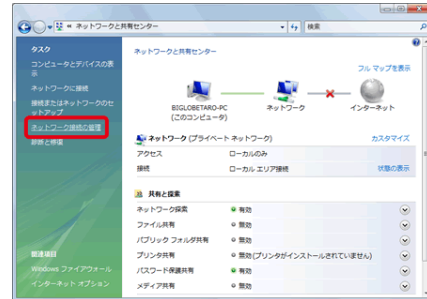 ネットワークと共有センター
検索
タスク
コンピュータとデバイスの表
示
ネットワークに接続
接続またはネットワークのセ
ットアップ
ネットワーク接続の管理
診断と修復
関連項目
Windows ファイアウォール
インターネット オプション
ネットワークと共有センター
フル マップを表示
BIGLOBETARO-PC
(このコンピュータ)
ネットワーク
インターネット
ネットワーク (プライベート ネットワーク)
カスタマイズ
アクセス
ローカルのみ
接続
ローカル エリア接続
状態の表示
共有と探索
ネットワーク探索
有効
ファイル共有
無効
パブリック フォルダ共有
無効
プリンタ共有
無効(プリンタがインストールされていません)
パスワード保護共有
有効
メディア共有
無効